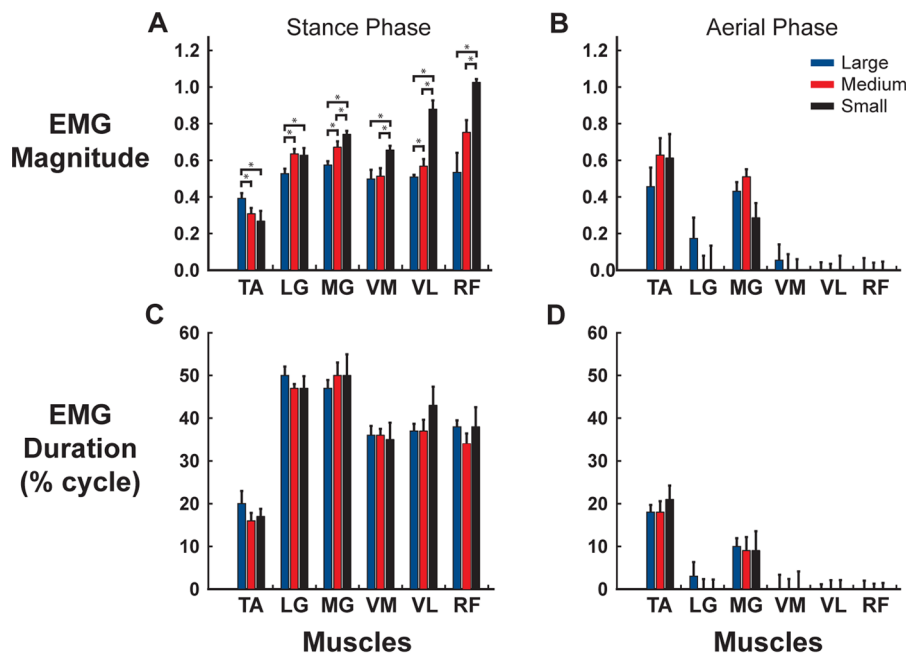 A
Stance Phase
B
Aerial Phase
EMG
Magnitude
1.2
1.0
0.8
0.6
0.4
0.2
0.0
* * * * * * * * * * * * * *
TA LG MG VM VL RF
1.2
1.0
0.8
0.6
0.4
0.2
0.0
Large
Medium
Small
TA LG MG VM VL RF
C
D
EMG
Duration
(% cycle)
60
50
40
30
20
10
0
TA LG MG VM VL RF
Muscles
60
50
40
30
20
10
0
TA LG MG VM VL RF
Muscles